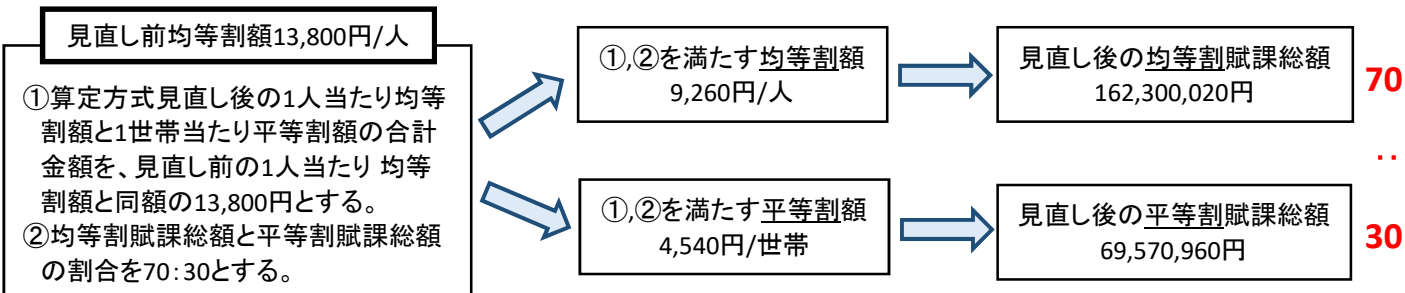 見直し前均等割額13,800円/人
①算定方式見直し後の1人当たり均等
割額と1世帯当たり平等割額の合計
金額を、見直し前の1人当たり 均等
割額と同額の13,800円とする。
②均等割賦課総額と平等割賦課総額
の割合を70：30とする。
①,②を満たす均等割額
9,260円/人
見直し後の均等割賦課総額
162,300,020円
70
：
①,②を満たす平等割額
4,540円/世帯
見直し後の平等割賦課総額
69,570,960円
30